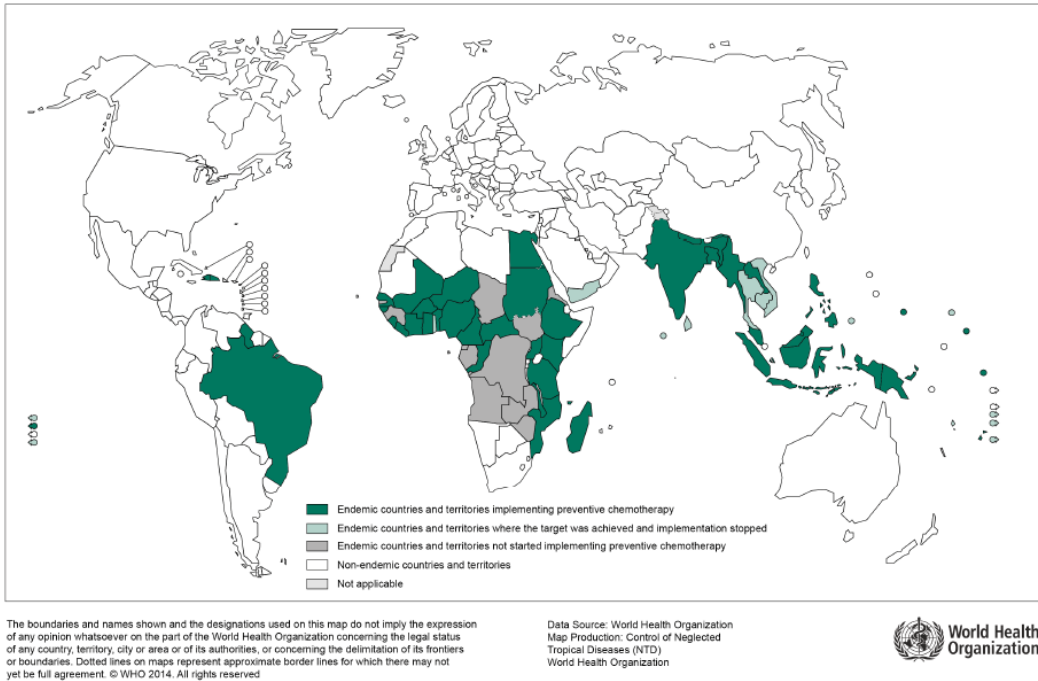 Endemic countries and territories implementing preventive chemotherapy
Endemic countries and territories where the target was achieved and implementation stopped
Endemic countries and territories not started implementing preventive chemotherapy
Non-endemic countries and territories
Not applicable
The boundaries and names shown and the designations used on this map do not imply the expression
of any opinion whatsoever on the part of the World Health Organization concerning the legal status
of any country, territory, city or area or of its authorities, or concerning the delimitation of its frontiers
or boundaries. Dotted lines on maps represent approximate border lines for which there may not
yet be full agreement. © WHO 2014. All rights reserved
Data Source: World Health Organization
Map Production: Control of Neglected
Tropical Diseases (NTD)
World Health Organization
World Health
Organization